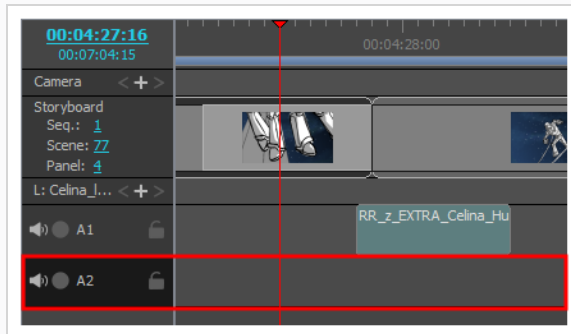 00:04:27:16
00:07:04:15
00:04:28:00
Camera
Storyboard
Seq.: 1
Scene: 77
Panel: 4
L: Celina_l...
A1
RR_z_EXTRA_Celina_Hu
A2